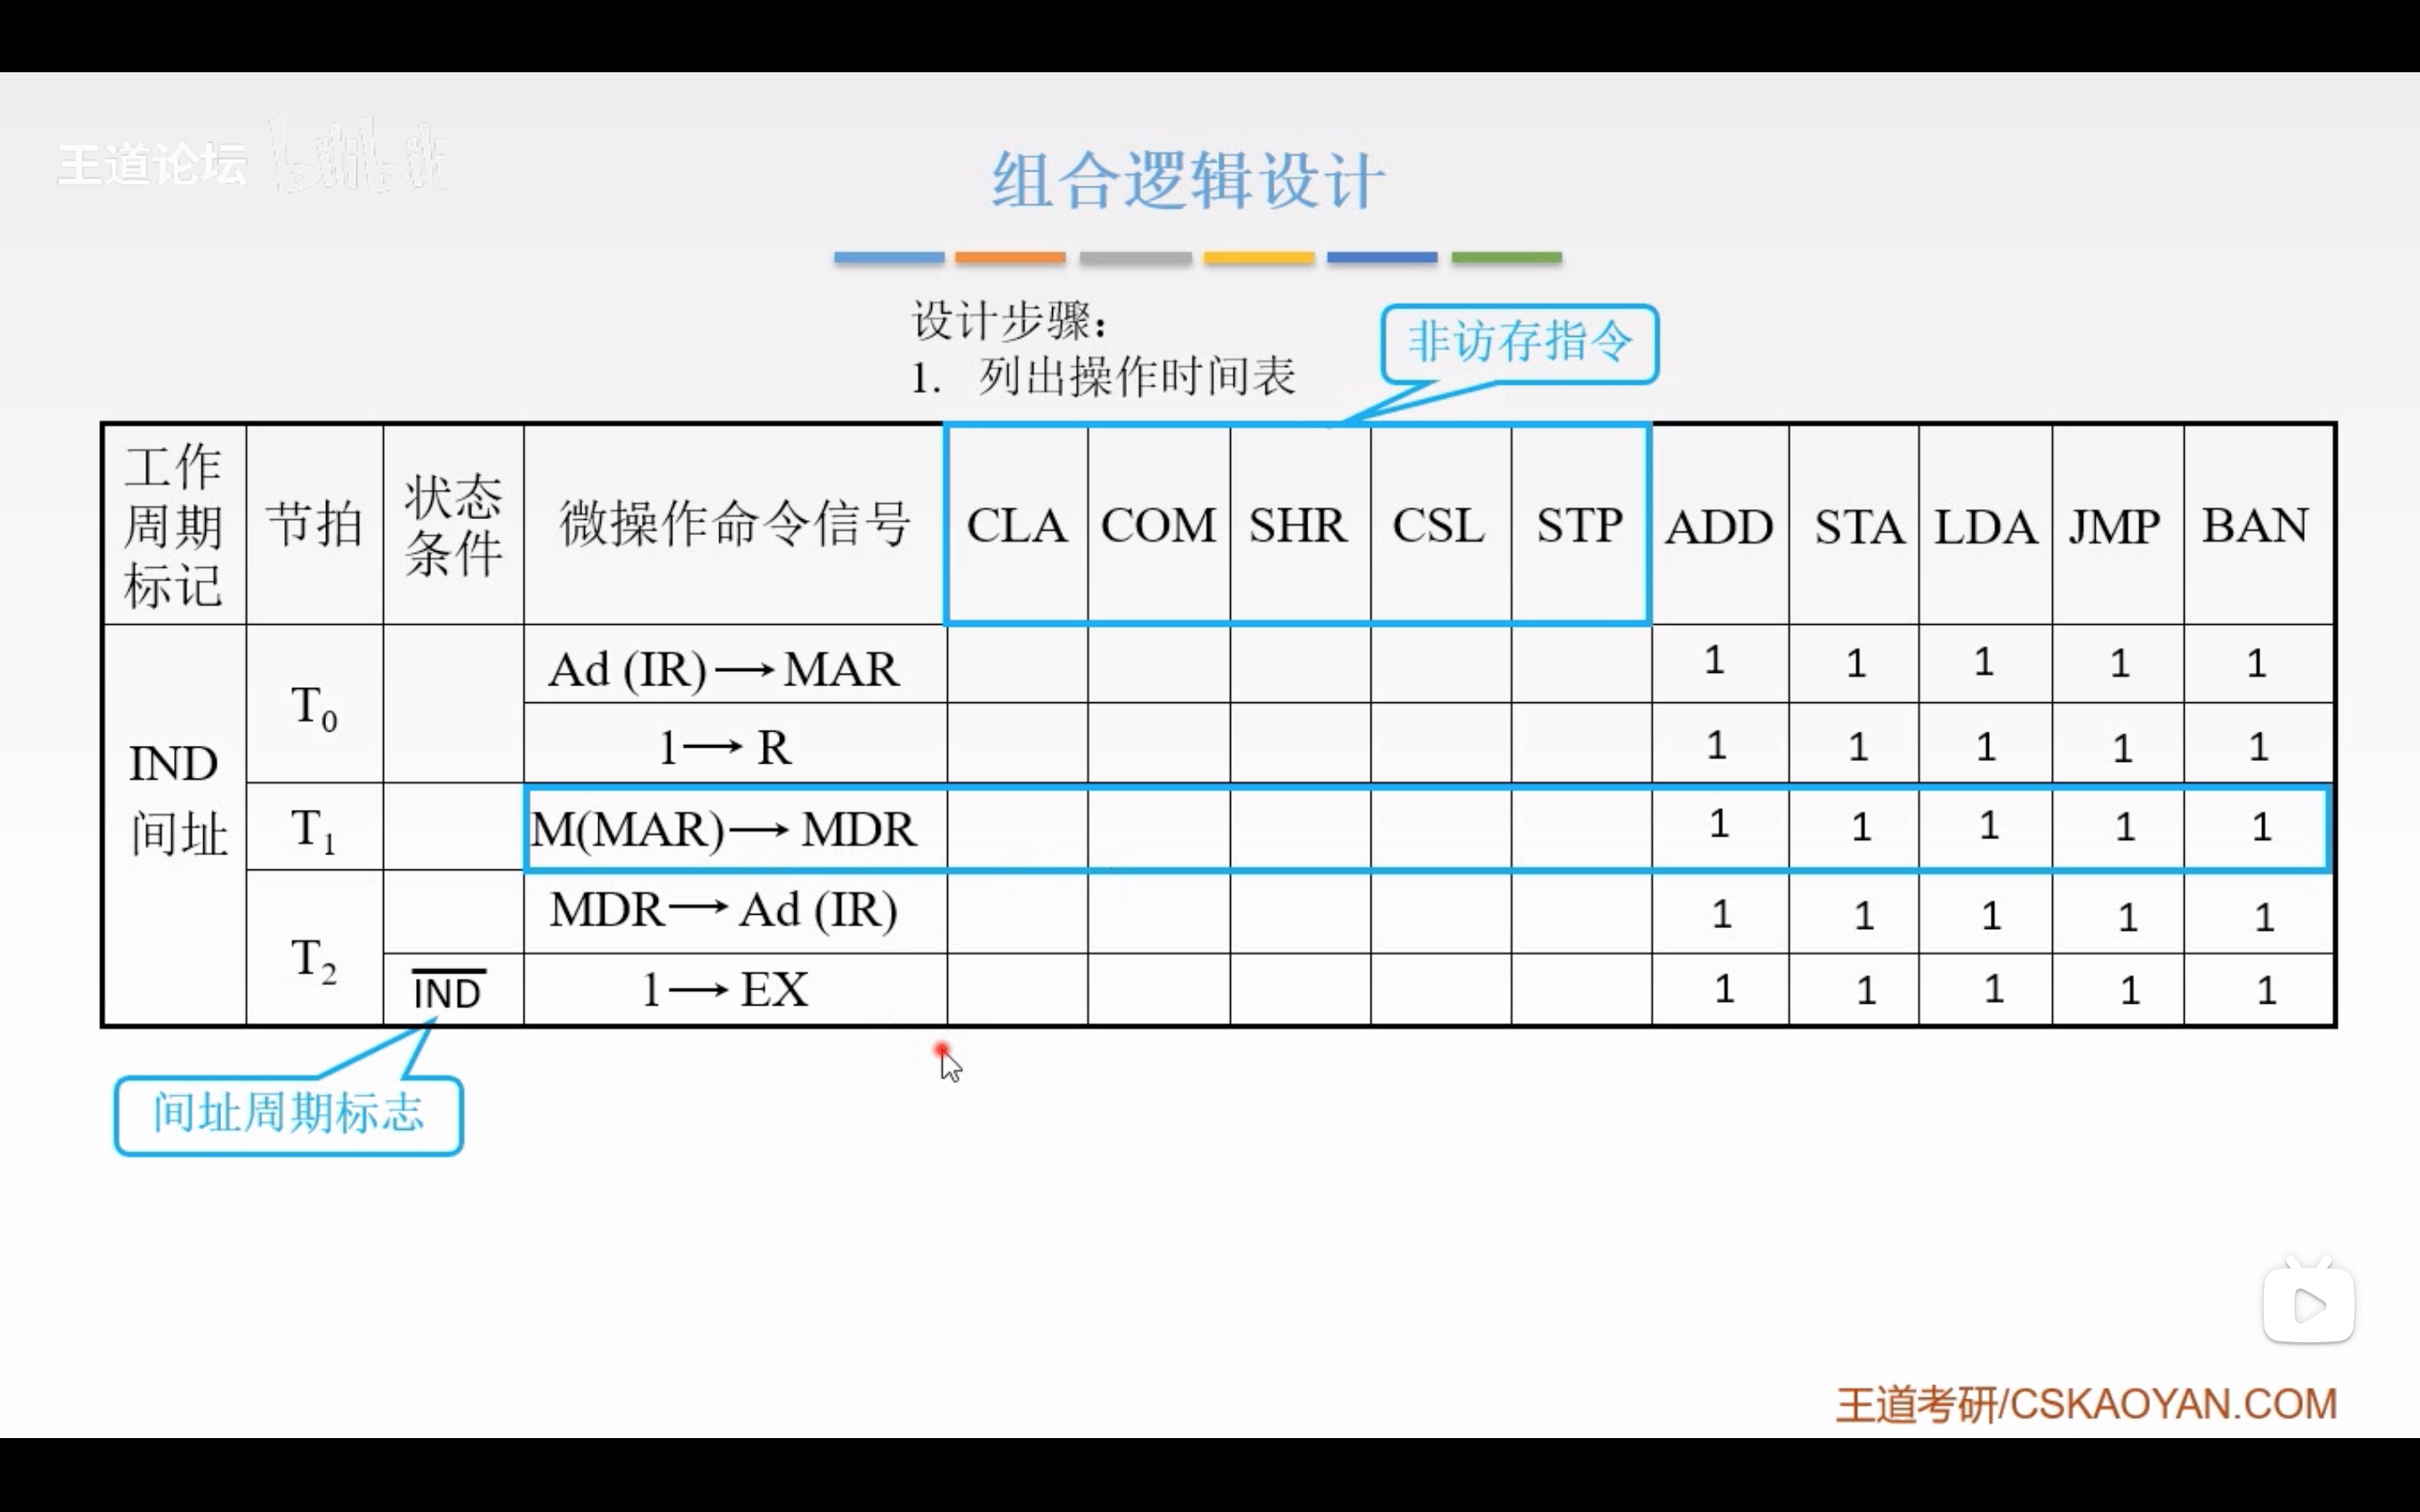 王道论坛 bilibili
组合逻辑设计
设计步骤：
1. 列出操作时间表
非访存指令
工作周期标记 节拍 状态条件 微操作命令信号 CLA COM SHR CSL STP ADD STA LDA JMP BAN
IND 间址 T0 Ad (IR)→MAR 1 1 1 1 1
1→R 1 1 1 1 1
T1 M(MAR)→MDR 1 1 1 1 1
T2 MDR→Ad (IR) 1 1 1 1 1
I̅N̅D̅ 1→EX 1 1 1 1 1
间址周期标志
王道考研/CSKAOYAN.COM